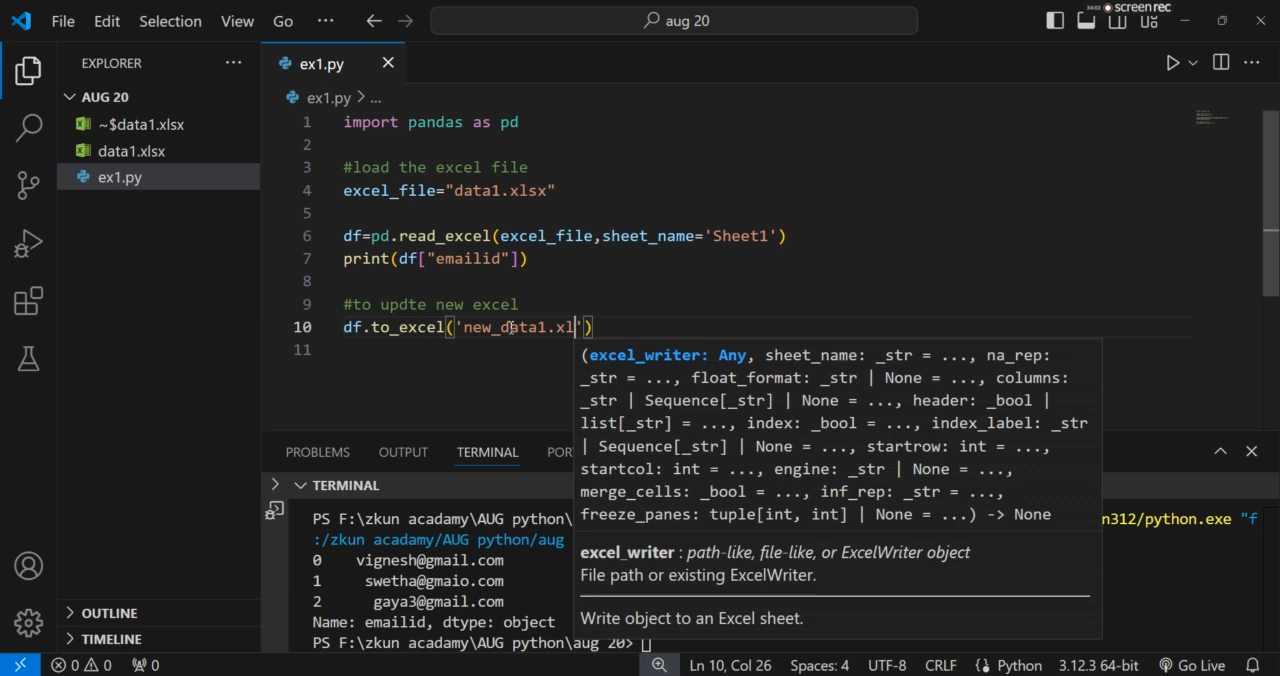 File Edit Selection View Go ··· aug 20 34:02 screenrec
EXPLORER ··· ex1.py
AUG 20
~$data1.xlsx
data1.xlsx
ex1.py
ex1.py > ...
1 import pandas as pd
2
3 #load the excel file
4 excel_file="data1.xlsx"
5
6 df=pd.read_excel(excel_file,sheet_name='Sheet1')
7 print(df["emailid"])
8
9 #to updte new excel
10 df.to_excel('new_data1.xl')
11
(excel_writer: Any, sheet_name: _str = ..., na_rep:
_str = ..., float_format: _str | None = ..., columns:
_str | Sequence[_str] | None = ..., header: _bool |
list[_str] = ..., index: _bool = ..., index_label: _str
| Sequence[_str] | None = ..., startrow: int = ...,
startcol: int = ..., engine: _str | None = ...,
merge_cells: _bool = ..., inf_rep: _str = ...,
freeze_panes: tuple[int, int] | None = ...) -> None
excel_writer : path-like, file-like, or ExcelWriter object
File path or existing ExcelWriter.
Write object to an Excel sheet.
PROBLEMS OUTPUT TERMINAL POR
TERMINAL
PS F:\zkun acadamy\AUG python\ n312/python.exe "f
:/zkun acadamy/AUG python/aug
0 vignesh@gmail.com
1 swetha@gmaio.com
2 gaya3@gmail.com
Name: emailid, dtype: object
PS F:\zkun acadamy\AUG python\aug 20>
OUTLINE
TIMELINE
0 0 0 Ln 10, Col 26 Spaces: 4 UTF-8 CRLF Python 3.12.3 64-bit Go Live